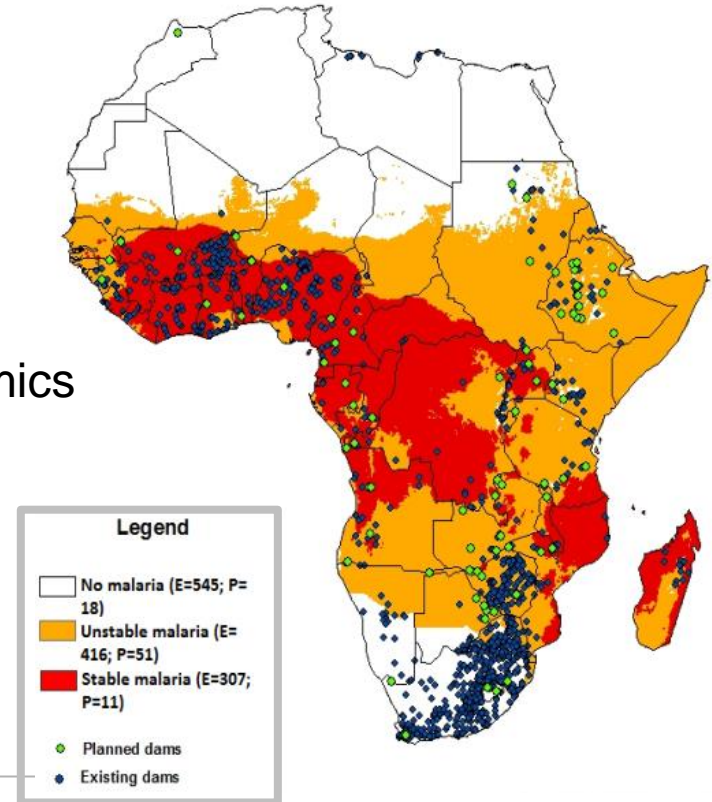 nics
Legend
No malaria (E=545; P=
18)
Unstable malaria (E=
416; P=51)
Stable malaria (E=307;
P=11)
Planned dams
Existing dams